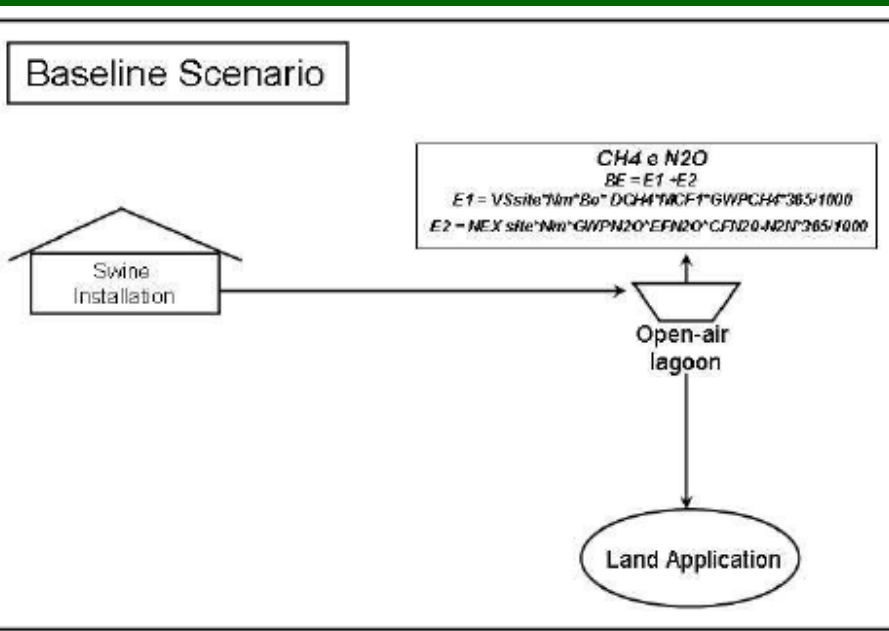 Baseline Scenario
CH4 e N2O
BE = E1 +E2
E1 = VSsite*Nm*Bo* DCH4*MCF1*GWPCH4*365/1000
E2 = NEX site*Nm*GWPN2O*EFN2O*CFN20-N2N*365/1000
Swine
Installation
Open-air
lagoon
Land Application